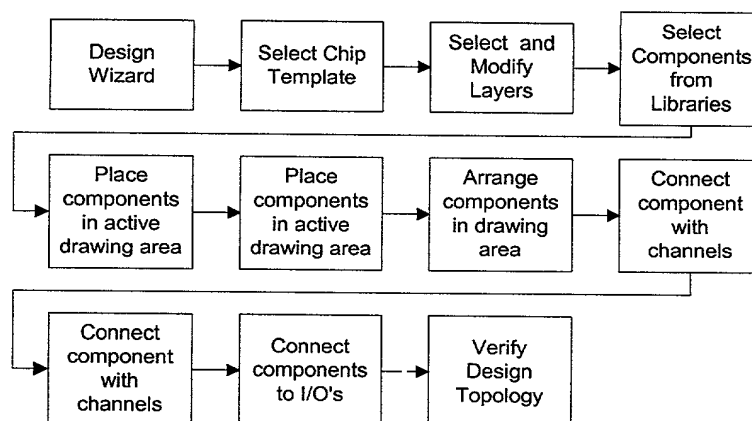 Design
Wizard
Select Chip
Template
Select and
Modify
Layers
Select
Components
from
Libraries
Place
components
in active
drawing area
Place
components
in active
drawing area
Arrange
components
in drawing
area
Connect
component
with
channels
Connect
component
with
channels
Connect
components
to I/O's
Verify
Design
Topology